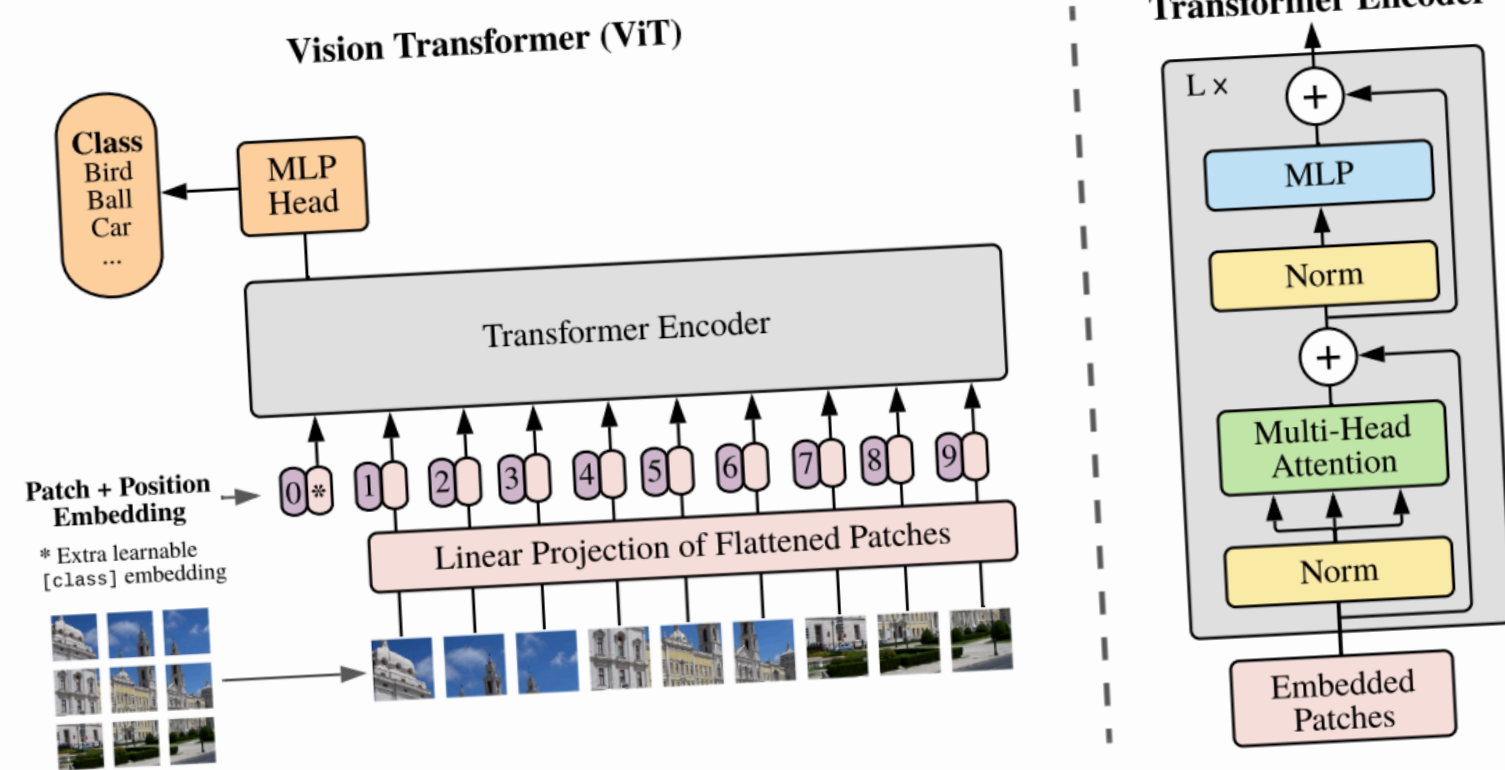 Vision Transformer (ViT)
Class
Bird
Ball
Car
...
MLP
Head
Transformer Encoder
Patch + Position
Embedding
* Extra learnable
[class] embedding
0 * 1 2 3 4 5 6 7 8 9
Linear Projection of Flattened Patches
Transformer Encoder
L ×
+
MLP
Norm
+
Multi-Head
Attention
Norm
Embedded
Patches